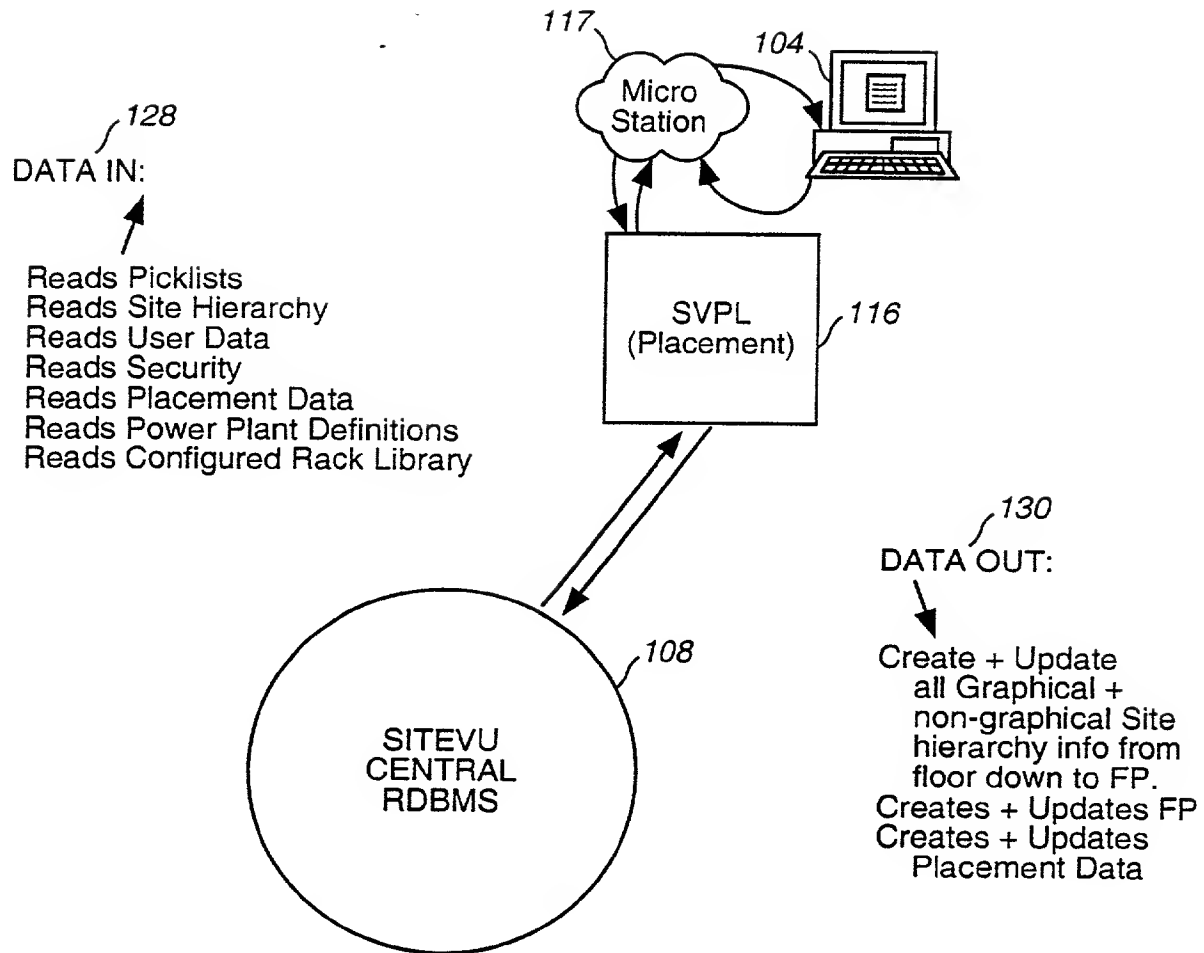 117
104
Micro
Station
128
DATA IN:
Reads Picklists
Reads Site Hierarchy
Reads User Data
Reads Security
Reads Placement Data
Reads Power Plant Definitions
Reads Configured Rack Library
SVPL
(Placement)
116
130
DATA OUT:
Create + Update
all Graphical +
non-graphical Site
hierarchy info from
floor down to FP.
Creates + Updates FP
Creates + Updates
Placement Data
108
SITEVU
CENTRAL
RDBMS